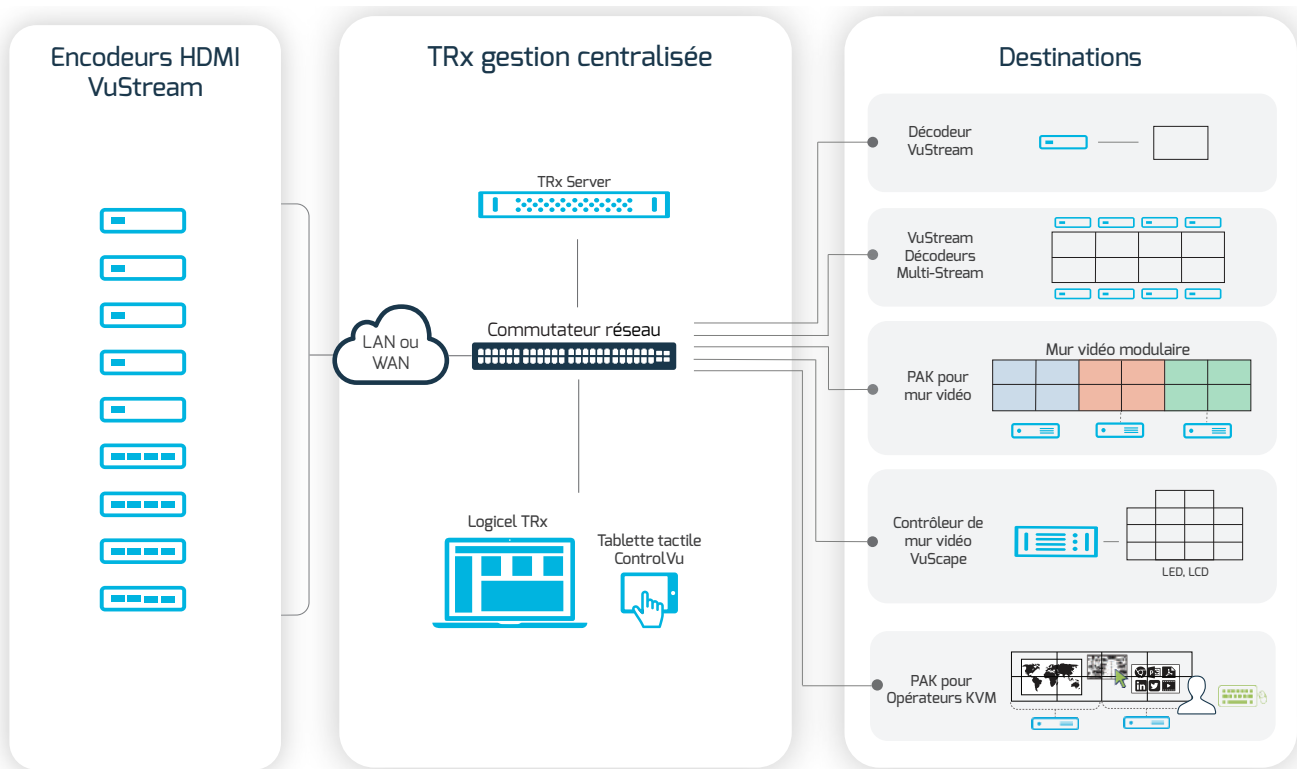 Encodeurs HDMI
VuStream
TRx gestion centralisée
TRx Server
LAN ou
WAN
Commutateur réseau
Logicel TRx
Tablette tactile
ControlVu
Destinations
Décodeur
VuStream
VuStream
Décodeurs
Multi-Stream
PAK pour
mur vidéo
Mur vidéo modulaire
Contrôleur de
mur vidéo
VuScape
LED, LCD
PAK pour
Opérateurs KVM